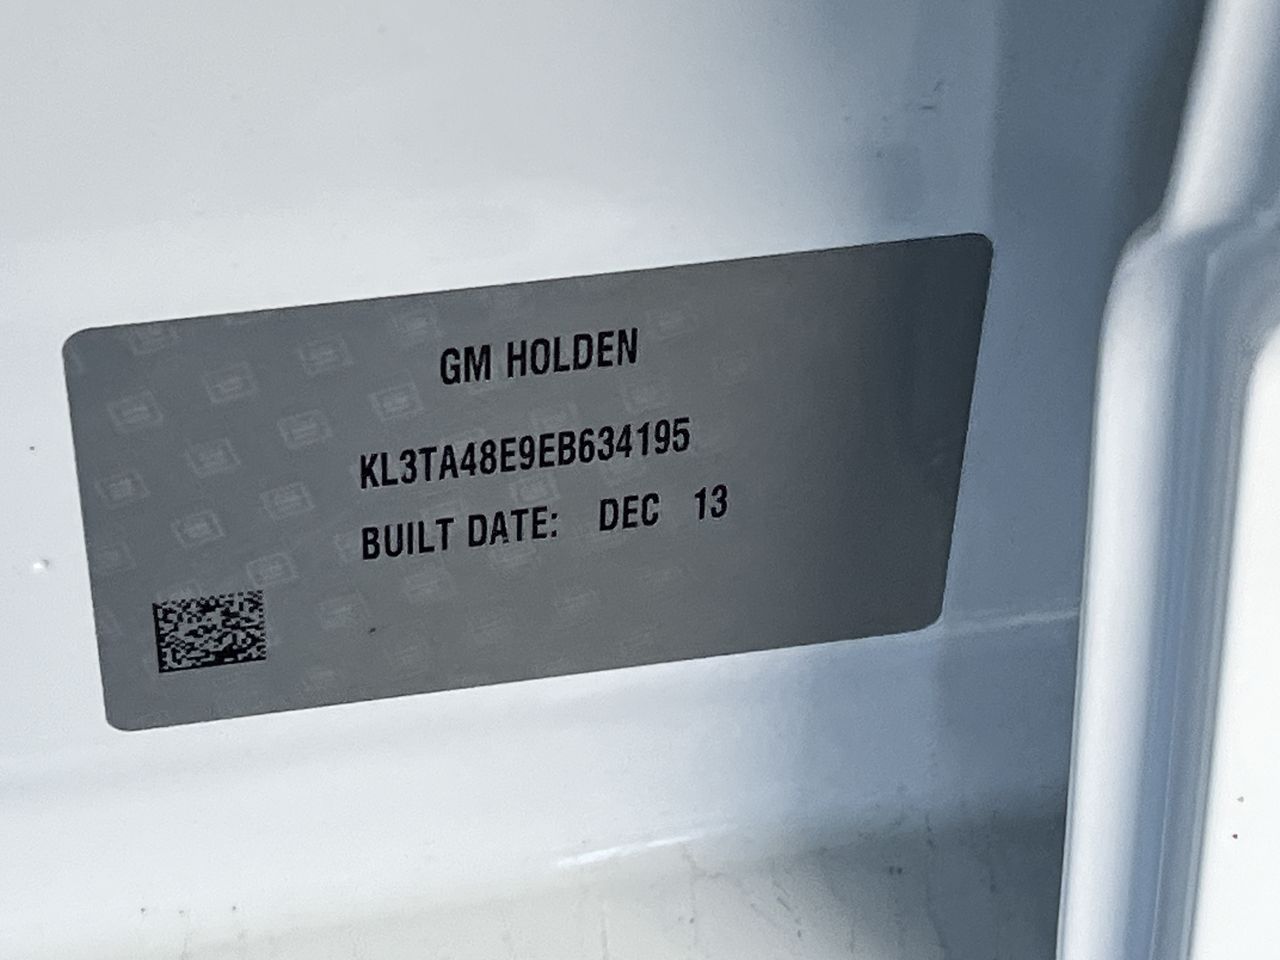 GM HOLDEN
KL3TA48E9EB634195
BUILT DATE: DEC 13